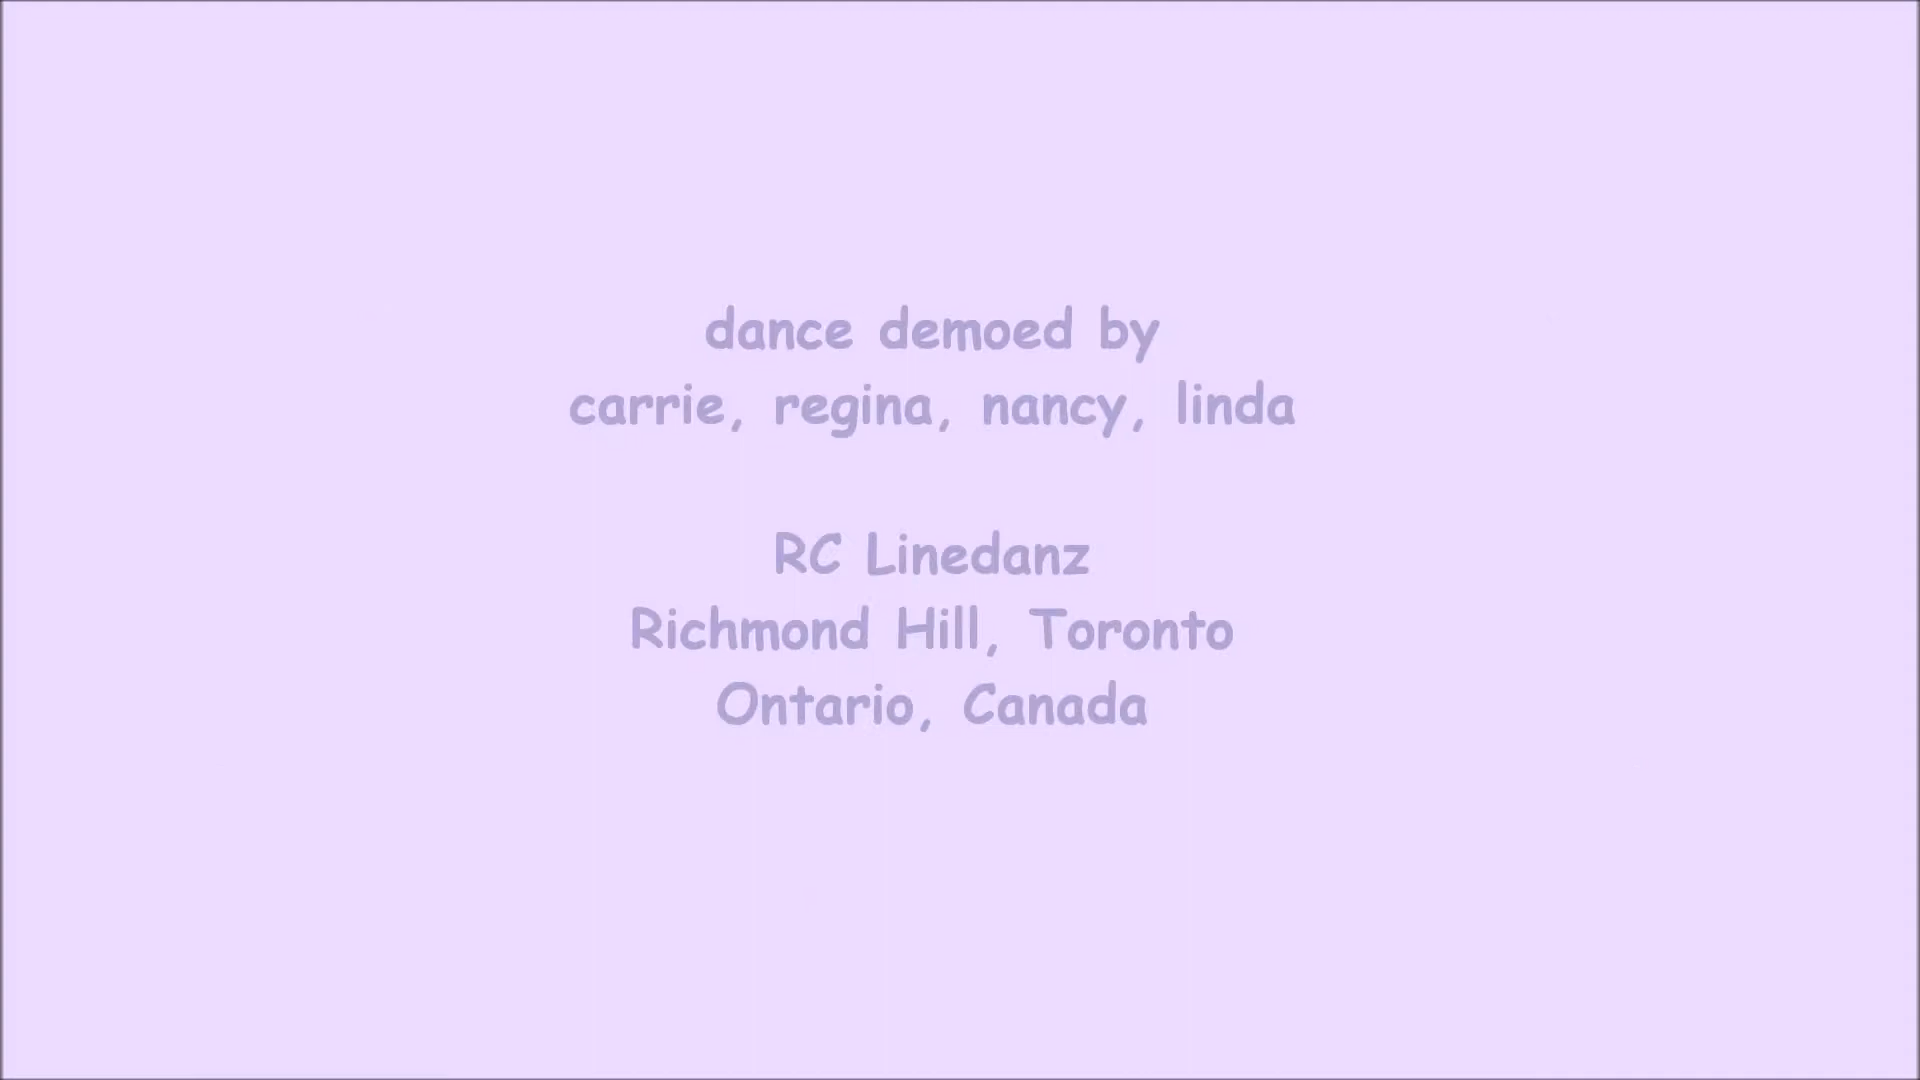 dance demoed by
carrie, regina, nancy, linda
RC Linedanz
Richmond Hill, Toronto
Ontario, Canada